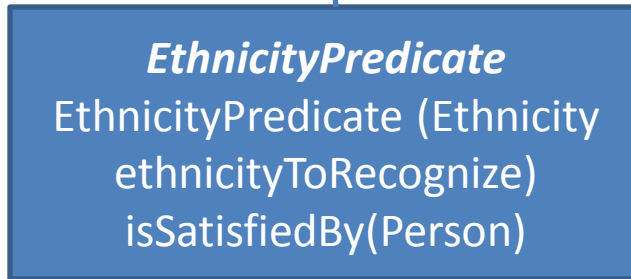 EthnicityPredicate
EthnicityPredicate (Ethnicity
ethnicityToRecognize)
isSatisfiedBy(Person)